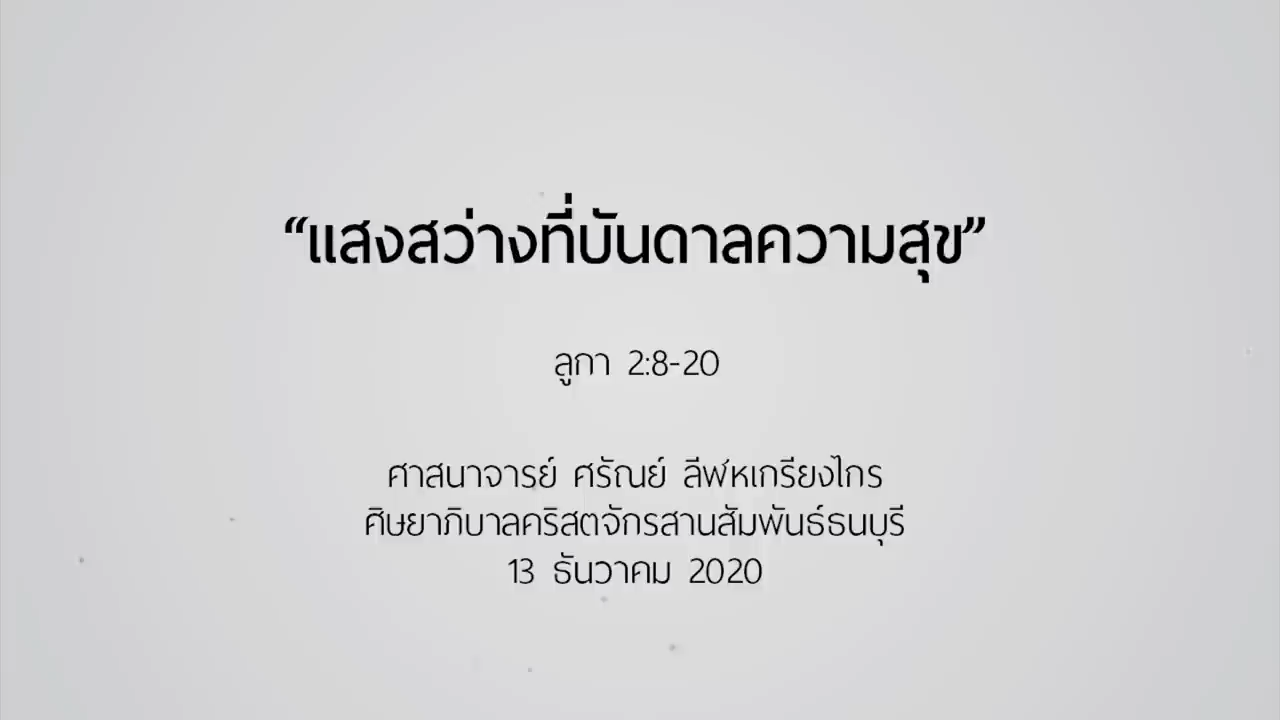 “แสงสว่างที่บันดาลความสุข”
ลูกา 2:8-20
ศาสนาจารย์ ศรัณย์ ลีฬหเกรียงไกร
ศิษยาภิบาลคริสตจักรสานสัมพันธ์ธนบุรี
13 ธันวาคม 2020